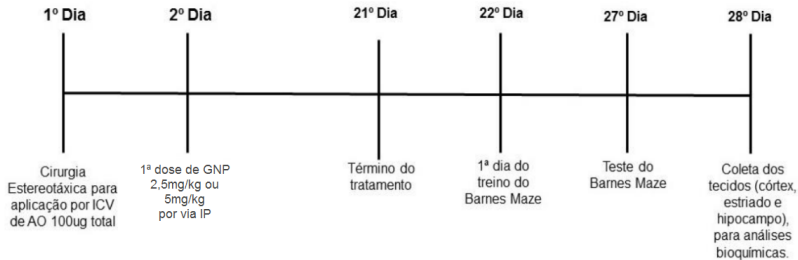 1º Dia
2º Dia
21º Dia
22º Dia
27º Dia
28º Dia
Cirurgia
Estereotáxica para
aplicação por ICV
de AO 100ug total
1ª dose de GNP
2,5mg/kg ou
5mg/kg
por via IP
Término do
tratamento
1ª dia do
treino do
Barnes Maze
Teste do
Barnes Maze
Coleta dos
tecidos (córtex,
estriado e
hipocampo),
para análises
bioquímicas.